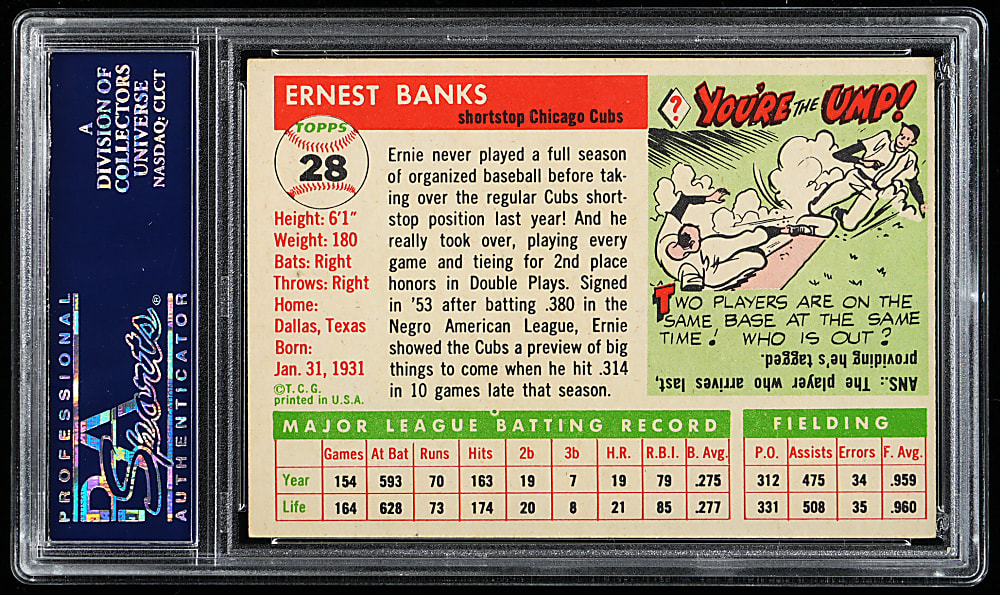 A
DIVISION OF
COLLECTORS
UNIVERSE
NASDAQ: CLCT
PROFESSIONAL
PSA
Sports
®
AUTHENTICATOR
ERNEST BANKS
shortstop Chicago Cubs
TOPPS
28
Height: 6'1"
Weight: 180
Bats: Right
Throws: Right
Home:
Dallas, Texas
Born:
Jan. 31, 1931
©T. C. G.
printed in U.S.A.
Ernie never played a full season
of organized baseball before tak-
ing over the regular Cubs short-
stop position last year! And he
really took over, playing every
game and tieing for 2nd place
honors in Double Plays. Signed
in '53 after batting .380 in the
Negro American League, Ernie
showed the Cubs a preview of big
things to come when he hit .314
in 10 games late that season.
? YOU'RE THE UMP!
TWO PLAYERS ARE ON THE
SAME BASE AT THE SAME
TIME! WHO IS OUT?
ANS.: The player who arrives last,
providing he's tagged.
MAJOR LEAGUE BATTING RECORD
Games At Bat Runs Hits 2b 3b H.R. R.B.I. B. Avg.
Year 154 593 70 163 19 7 19 79 .275
Life 164 628 73 174 20 8 21 85 .277
FIELDING
P.O. Assists Errors F. Avg.
312 475 34 .959
331 508 35 .960